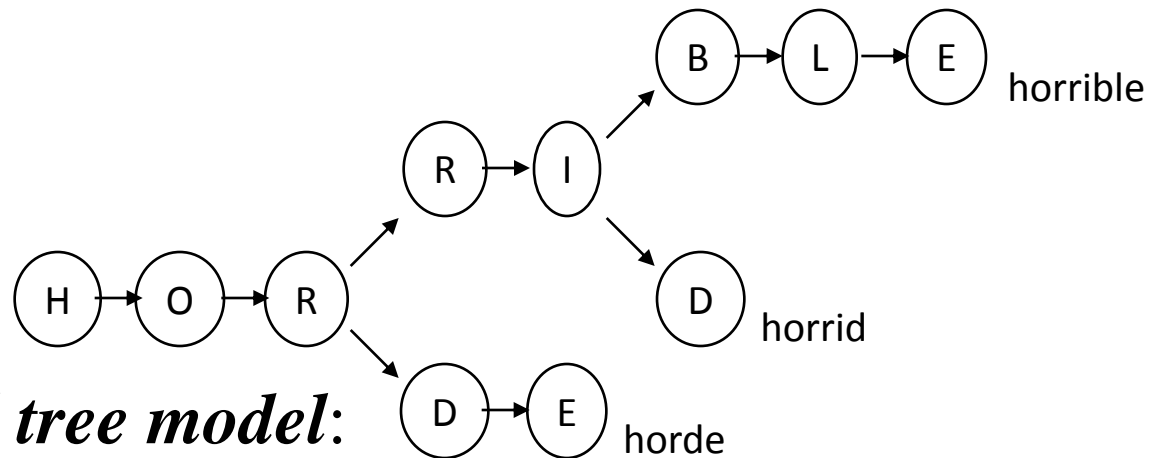 B L E
horrible
R I
H O R
D
horrid
tree model:
D E
horde